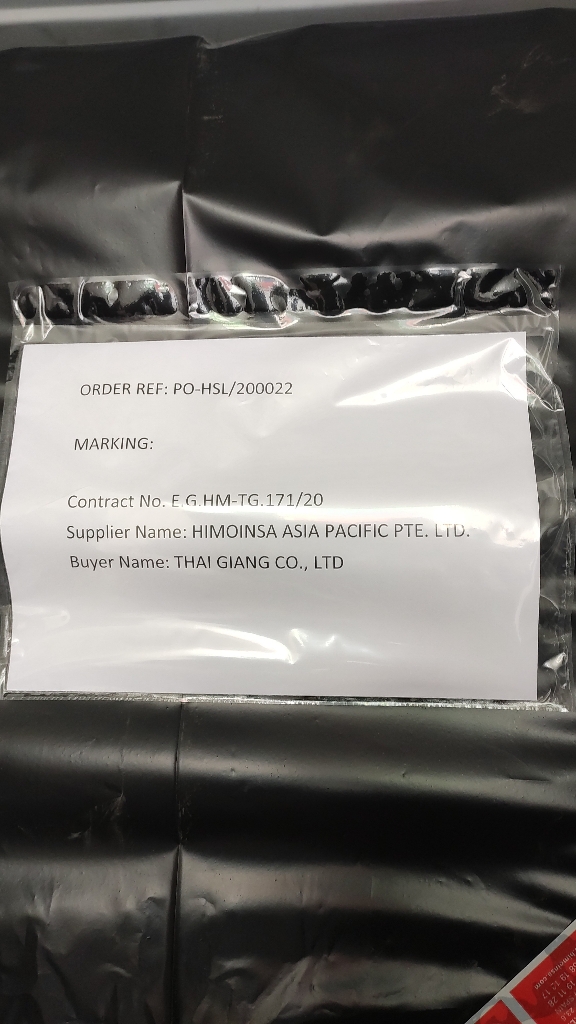 ORDER REF: PO-HSL/200022
MARKING:
Contract No. E.G.HM-TG.171/20
Supplier Name: HIMOINSA ASIA PACIFIC PTE. LTD.
Buyer Name: THAI GIANG CO., LTD